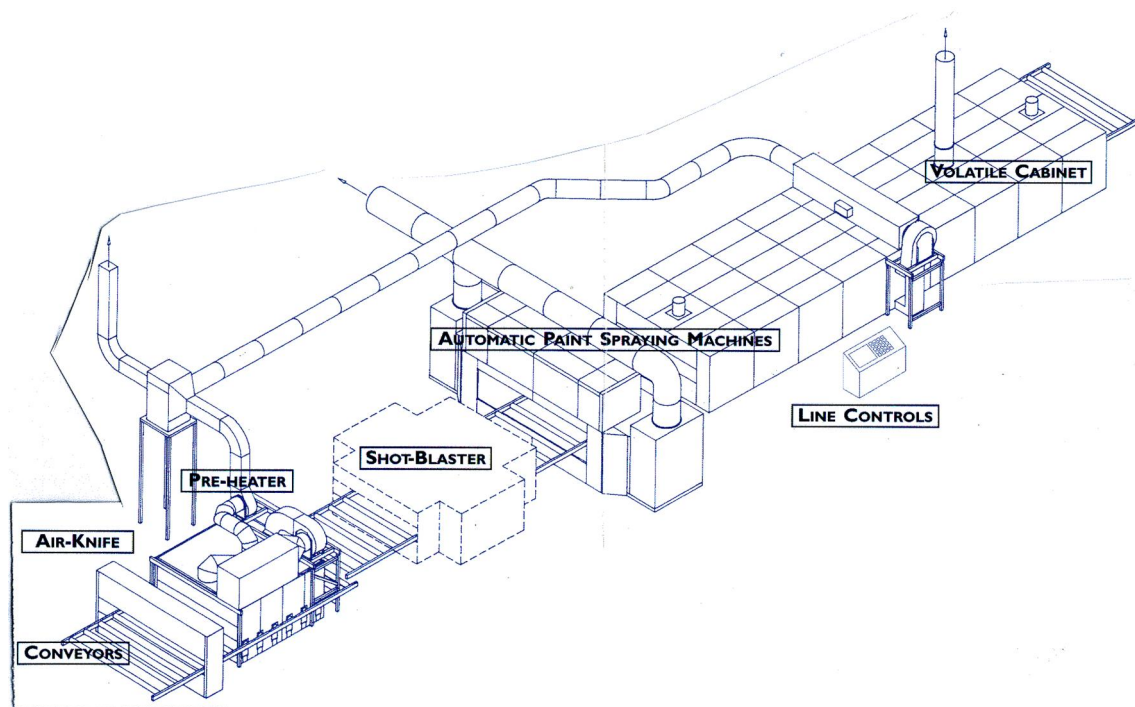 VOLATILE CABINET
AUTOMATIC PAINT SPRAYING MACHINES
LINE CONTROLS
SHOT-BLASTER
PRE-HEATER
AIR-KNIFE
CONVEYORS